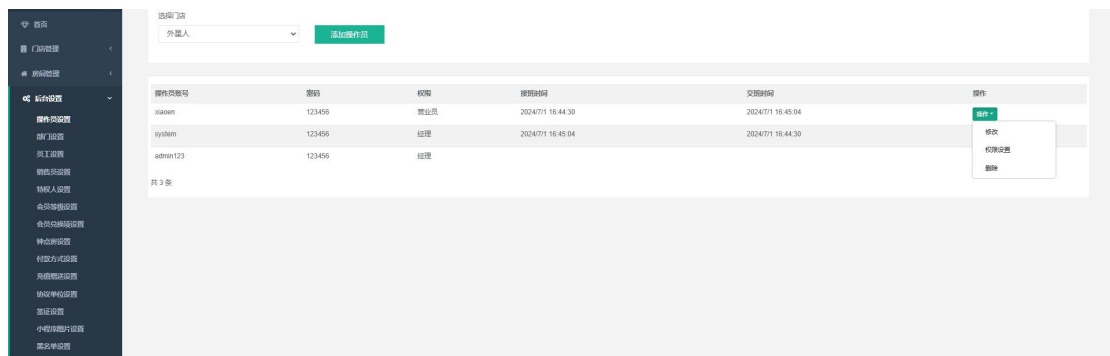 首页
门店管理
房间管理
后台设置
操作员设置
部门设置
员工设置
销售员设置
特权人设置
会员等级设置
会员兑换项设置
钟点房设置
付款方式设置
充值赠送设置
协议单位设置
签证设置
小程序图片设置
黑名单设置
选择门店
外星人 添加操作员
操作员账号 密码 权限 接班时间 交班时间 操作
xiaoen 123456 营业员 2024/7/1 16:44:30 2024/7/1 16:45:04 操作
system 123456 经理 2024/7/1 16:45:04 2024/7/1 16:44:30
admin123 123456 经理
修改
权限设置
删除
共 3 条